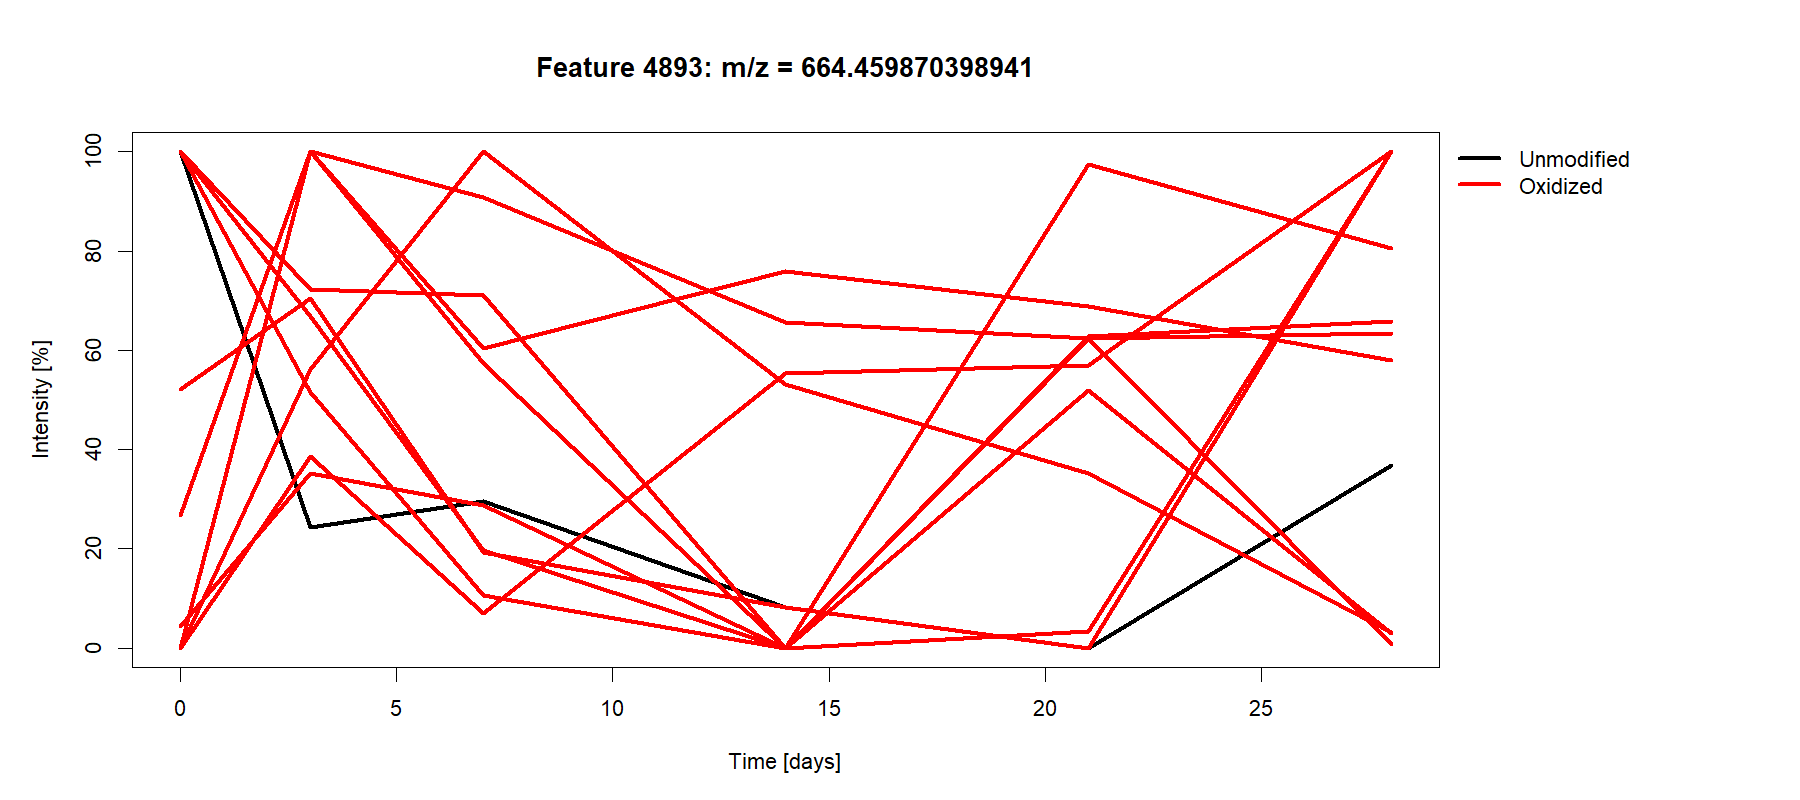 Feature 4893: m/z = 664.459870398941
Unmodified
Oxidized
Intensity [%]
100
80
60
40
20
0
0 5 10 15 20 25
Time [days]